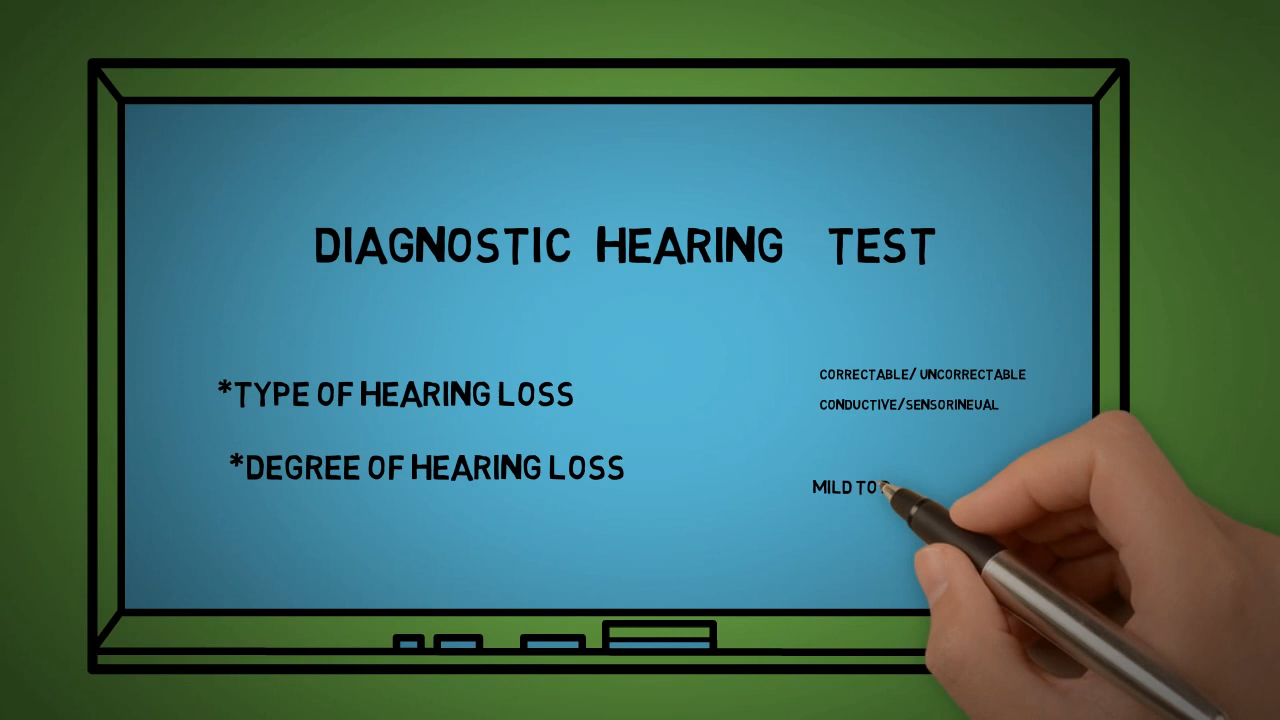 DIAGNOSTIC HEARING TEST
*TYPE OF HEARING LOSS
CORRECTABLE/ UNCORRECTABLE
CONDUCTIVE/SENSORINEUAL
*DEGREE OF HEARING LOSS
MILD TO